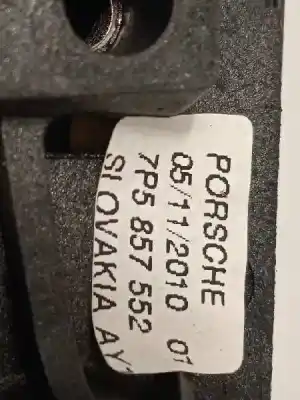 PORSCHE
05/11/2010 01
7P5 857 552
SLOVAKIA AY